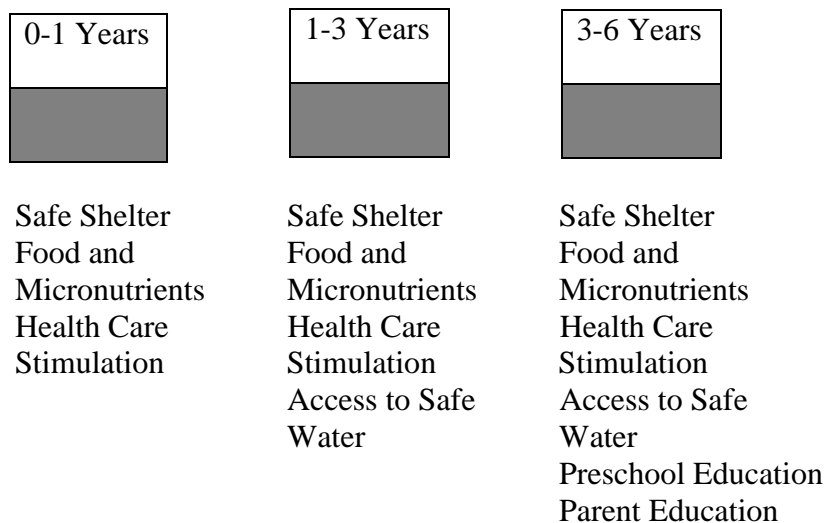 0-1 Years
Safe Shelter
Food and
Micronutrients
Health Care
Stimulation
1-3 Years
Safe Shelter
Food and
Micronutrients
Health Care
Stimulation
Access to Safe
Water
3-6 Years
Safe Shelter
Food and
Micronutrients
Health Care
Stimulation
Access to Safe
Water
Preschool Education
Parent Education